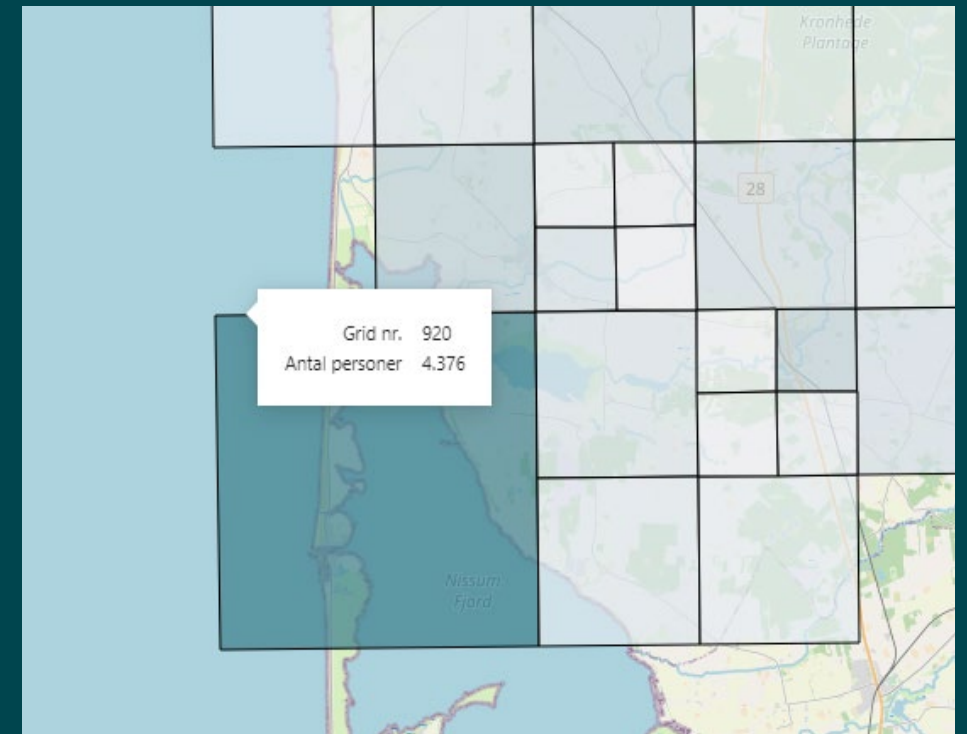 Kronhede
Plantage
28
Grid nr. 920
Antal personer 4.376
Nissum
Fjord